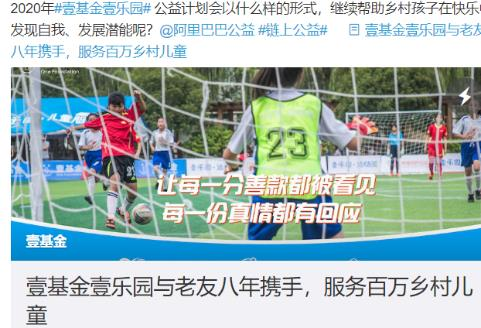 2020年#壹基金壹乐园# 公益计划会以什么样的形式，继续帮助乡村孩子在快乐
发现自我、发展潜能呢？@阿里巴巴公益 #链上公益# 壹基金壹乐园与老友
八年携手，服务百万乡村儿童
23
让每一分善款都被看见
每一份真情都有回应
壹基金
壹基金壹乐园与老友八年携手，服务百万乡村儿
童